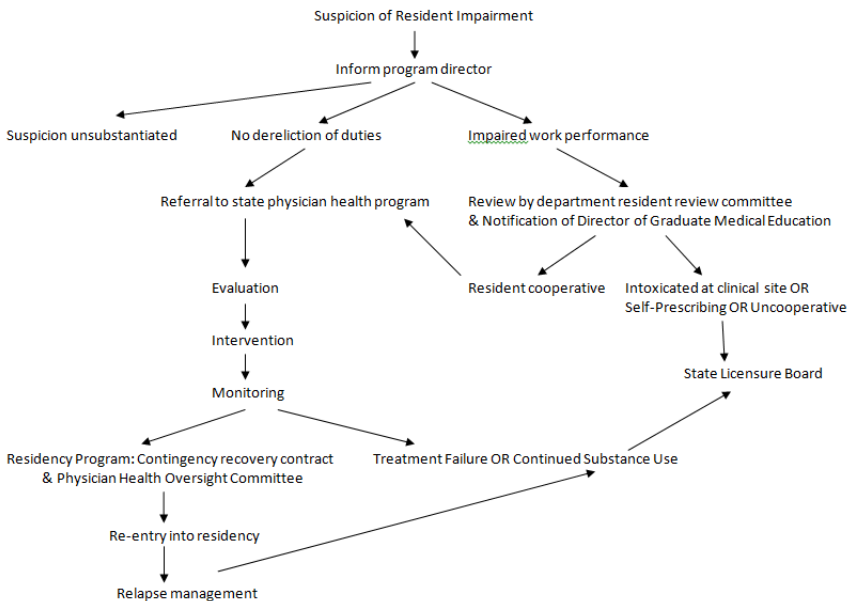 Suspicion of Resident Impairment
Inform program director
Suspicion unsubstantiated
No dereliction of duties
Impaired work performance
Referral to state physician health program
Review by department resident review committee
& Notification of Director of Graduate Medical Education
Evaluation
Resident cooperative
Intoxicated at clinical site OR
Self-Prescribing OR Uncooperative
Intervention
State Licensure Board
Monitoring
Residency Program: Contingency recovery contract
& Physician Health Oversight Committee
Treatment Failure OR Continued Substance Use
Re-entry into residency
Relapse management